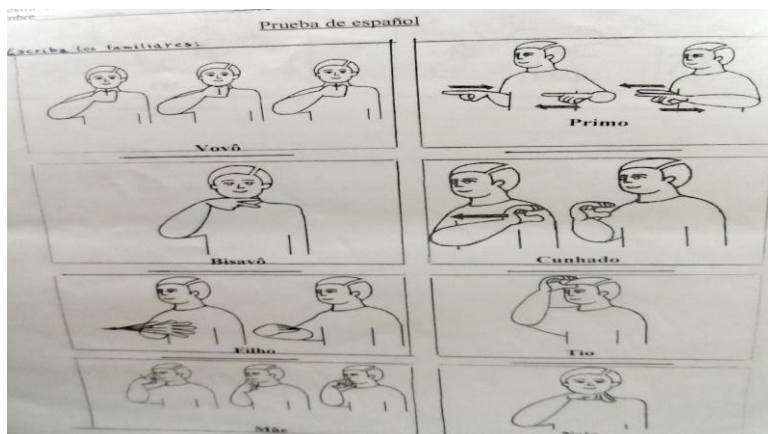 Prueba de español
Escriba los familiares:
Vovô
Primo
Bisavô
Cunhado
Filho
Tio
Mãe